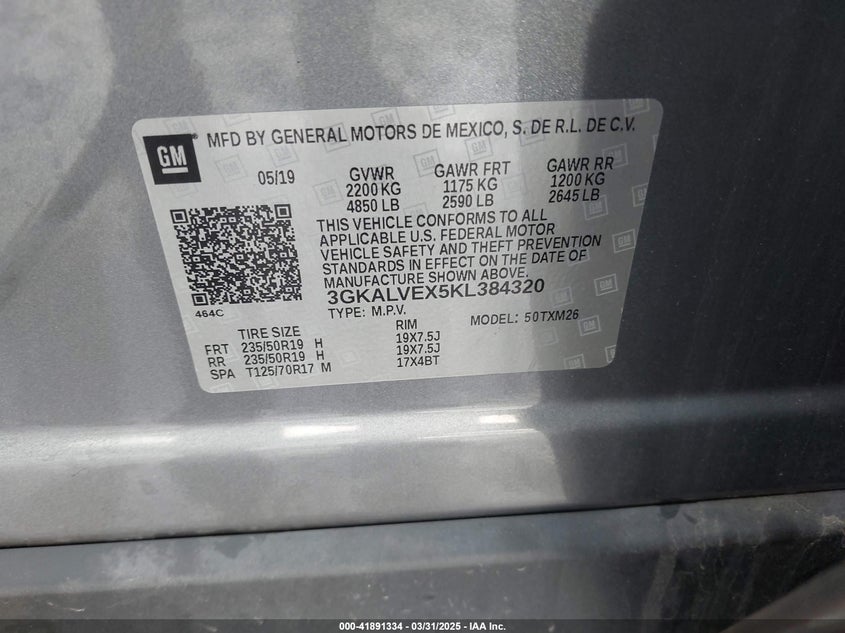 GM
MFD BY GENERAL MOTORS DE MEXICO, S. DE R.L. DE C.V.
05/19 GVWR GAWR FRT GAWR RR
2200 KG 1175 KG 1200 KG
4850 LB 2590 LB 2645 LB
THIS VEHICLE CONFORMS TO ALL
APPLICABLE U.S. FEDERAL MOTOR
VEHICLE SAFETY AND THEFT PREVENTION
STANDARDS IN EFFECT ON THE DATE OF
MANUFACTURE SHOWN ABOVE.
3GKALVEX5KL384320
464C
TYPE: M.P.V. MODEL: 50TXM26
TIRE SIZE RIM
FRT 235/50R19 H 19X7.5J
RR 235/50R19 H 19X7.5J
SPA T125/70R17 M 17X4BT
000-41891334 - 03/31/2025 - IAA Inc.